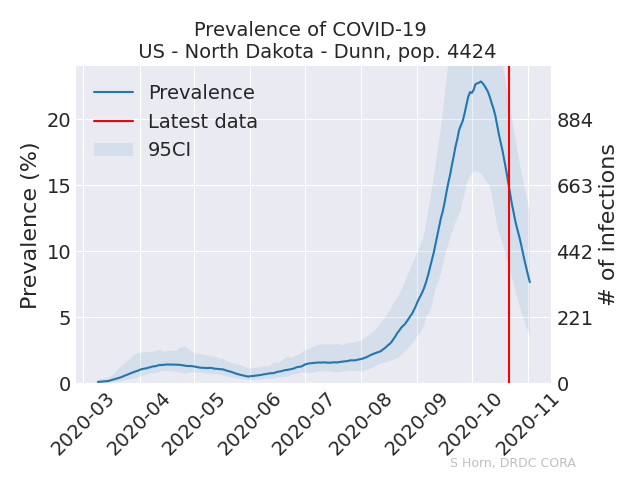 Prevalence of COVID-19
US - North Dakota - Dunn, pop. 4424
Prevalence
Latest data
95CI
Prevalence (%)
20
15
10
5
0
884
663
442
221
0
# of infections
2020-03
2020-04
2020-05
2020-06
2020-07
2020-08
2020-09
2020-10
2020-11
S Horn, DRDC CORA